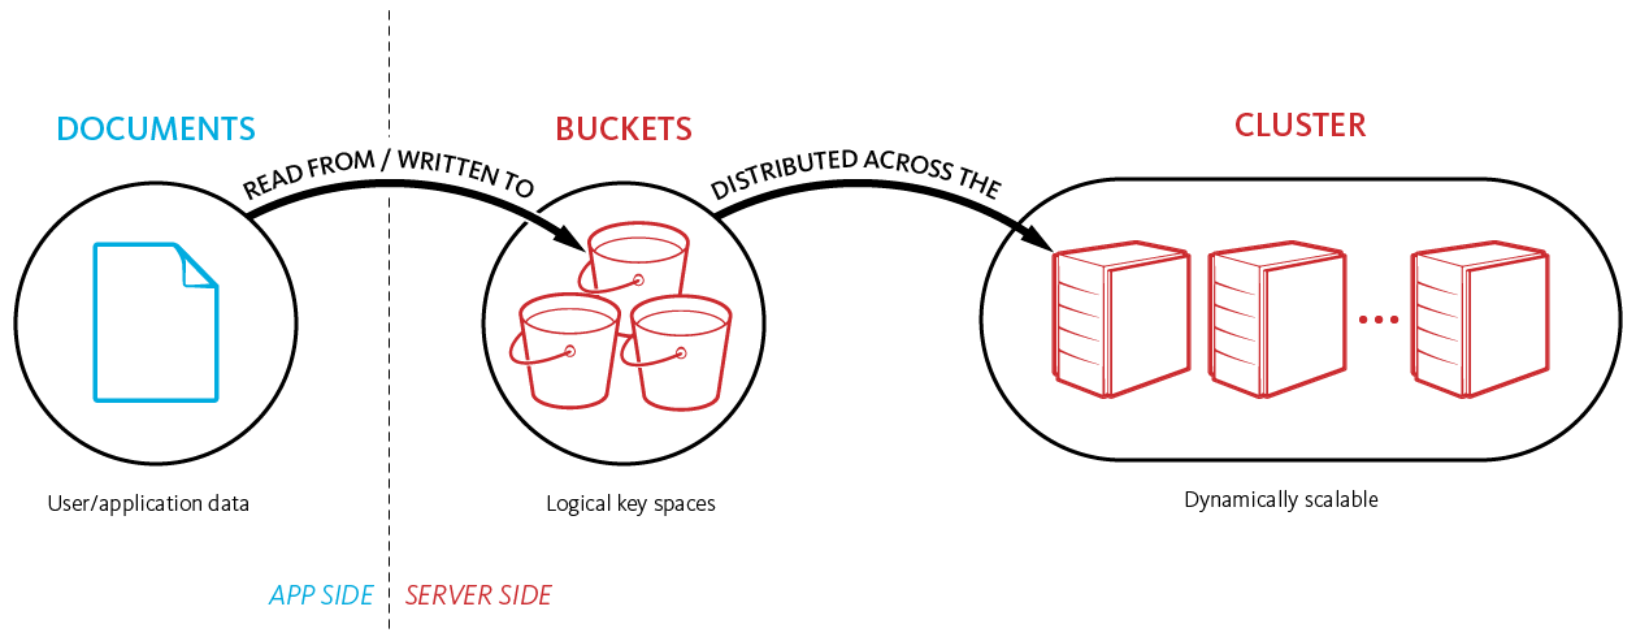 DOCUMENTS
BUCKETS
CLUSTER
READ FROM / WRITTEN TO
DISTRIBUTED ACROSS THE
User/application data
Logical key spaces
Dynamically scalable
APP SIDE
SERVER SIDE